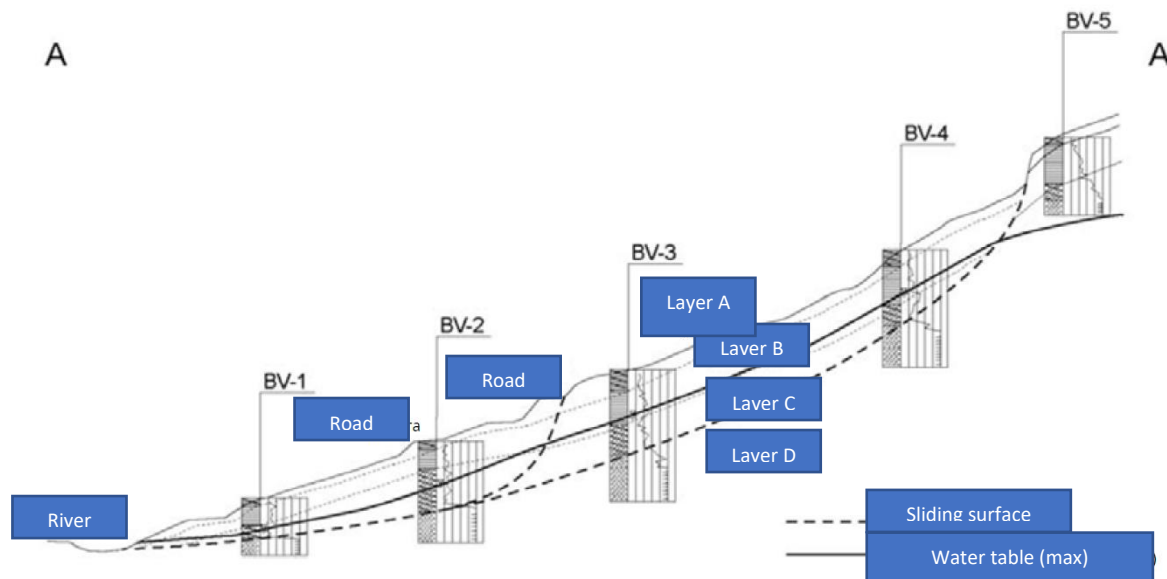 A
A
BV-5
BV-4
BV-3
Layer A
BV-2
Laver B
Road
BV-1
Laver C
Road
ra
Laver D
River
Sliding surface
Water table (max)
)